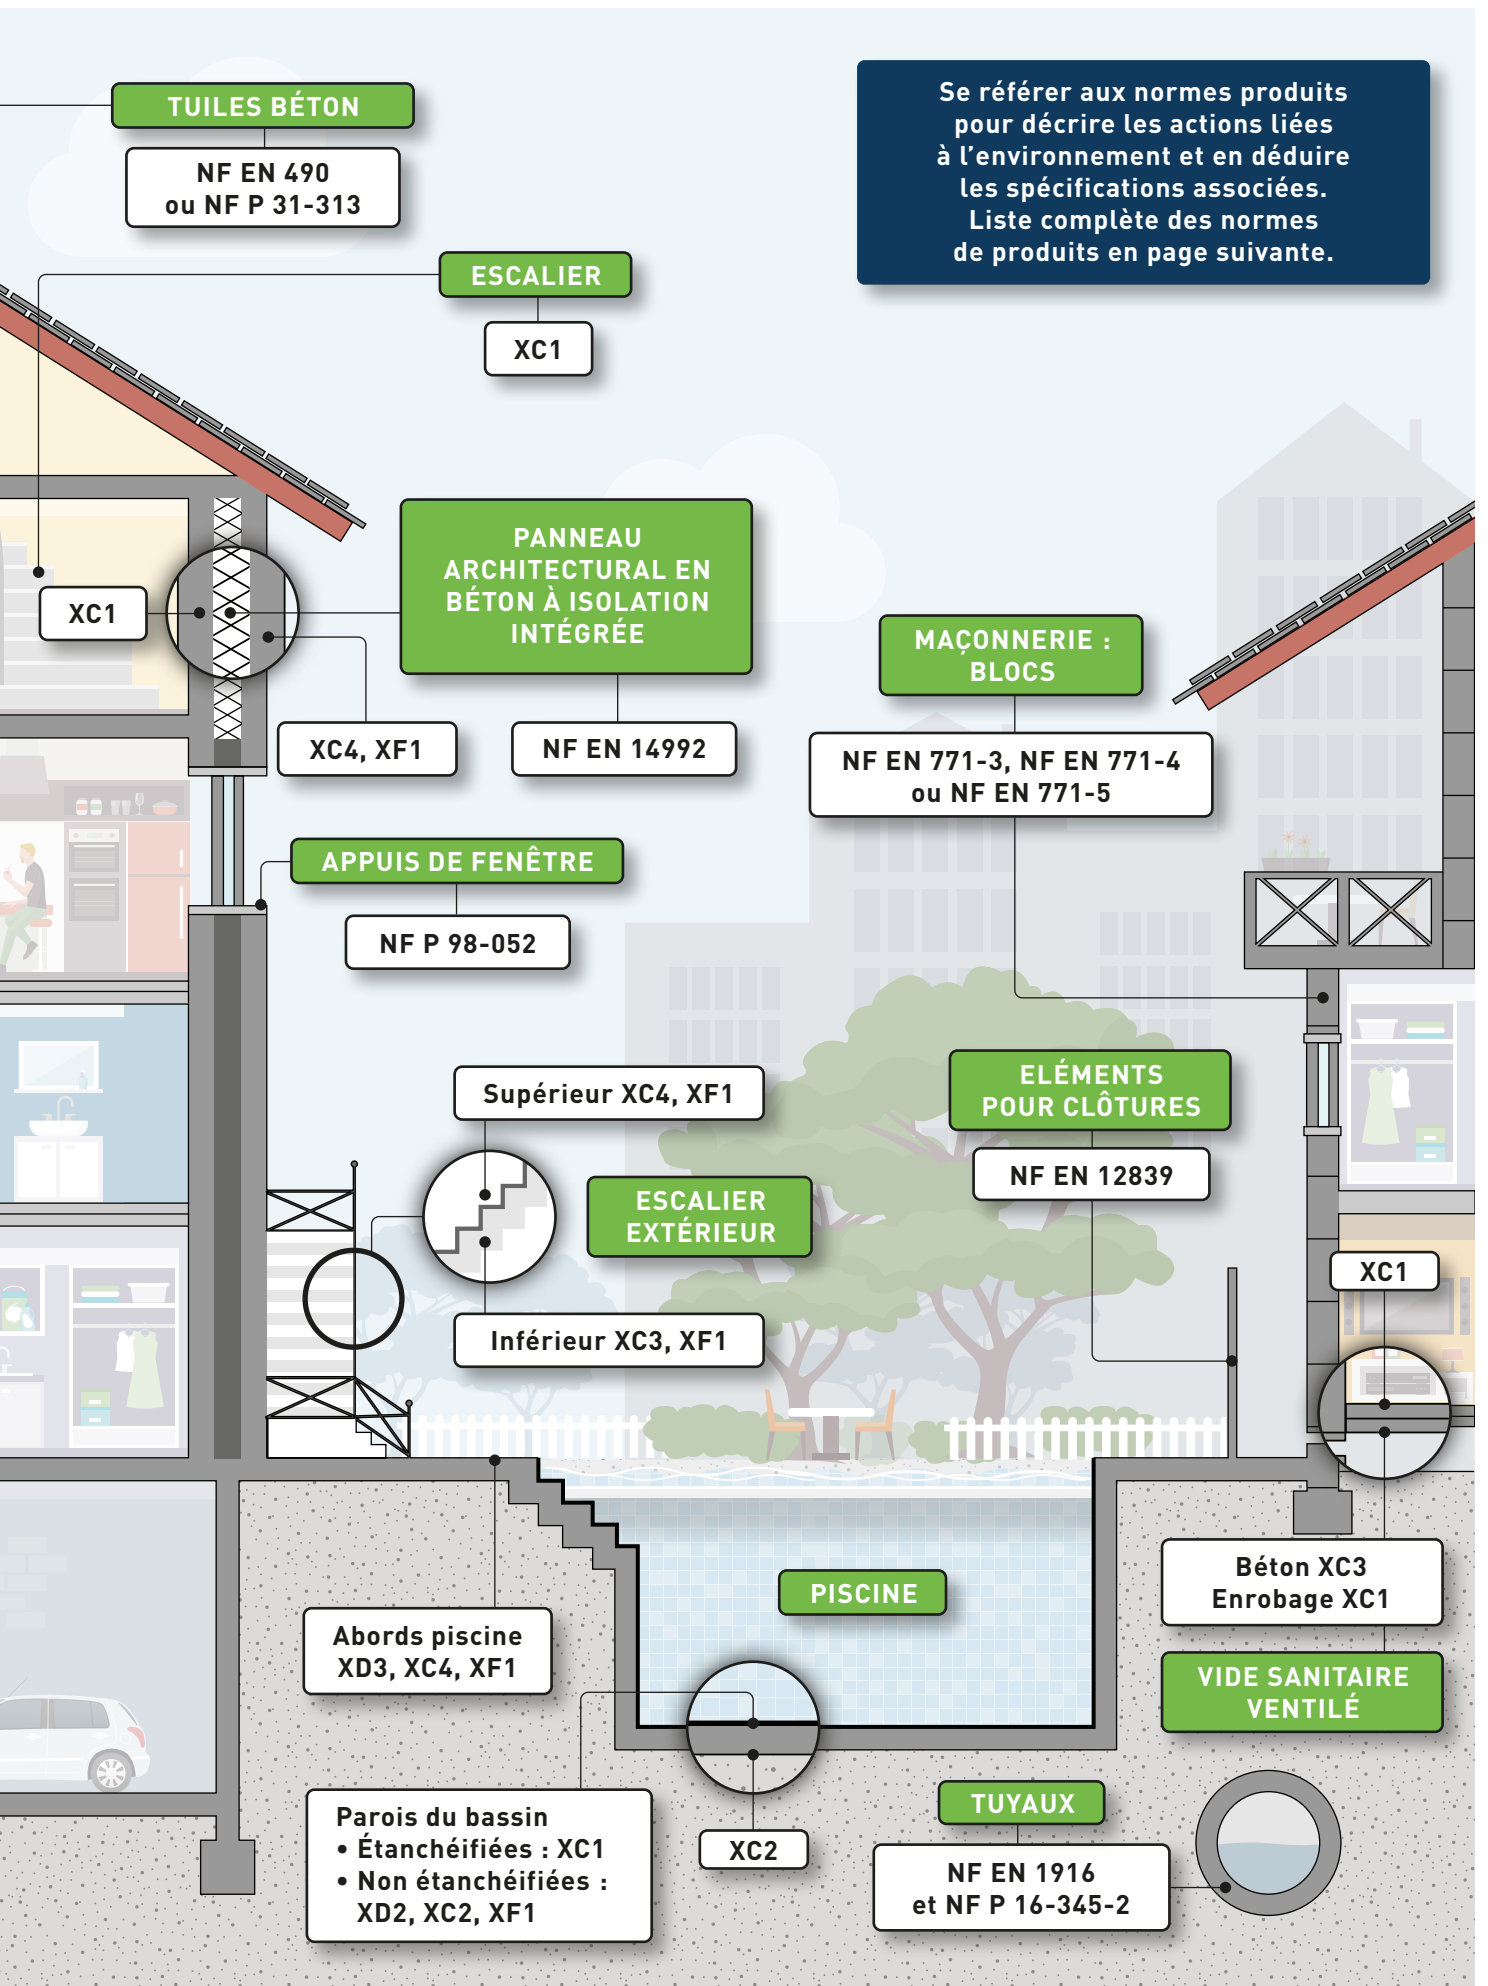 TUILES BÉTON
NF EN 490
ou NF P 31-313
Se référer aux normes produits
pour décrire les actions liées
à l'environnement et en déduire
les spécifications associées.
Liste complète des normes
de produits en page suivante.
ESCALIER
XC1
PANNEAU
ARCHITECTURAL EN
BÉTON À ISOLATION
INTÉGRÉE
XC1
XC4, XF1
NF EN 14992
MAÇONNERIE :
BLOCS
NF EN 771-3, NF EN 771-4
ou NF EN 771-5
APPUIS DE FENÊTRE
NF P 98-052
Supérieur XC4, XF1
ESCALIER
EXTÉRIEUR
Inférieur XC3, XF1
ELÉMENTS
POUR CLÔTURES
NF EN 12839
XC1
Béton XC3
Enrobage XC1
VIDE SANITAIRE
VENTILÉ
PISCINE
Abords piscine
XD3, XC4, XF1
Parois du bassin
• Étanchéifiées : XC1
• Non étanchéifiées :
XD2, XC2, XF1
XC2
TUYAUX
NF EN 1916
et NF P 16-345-2